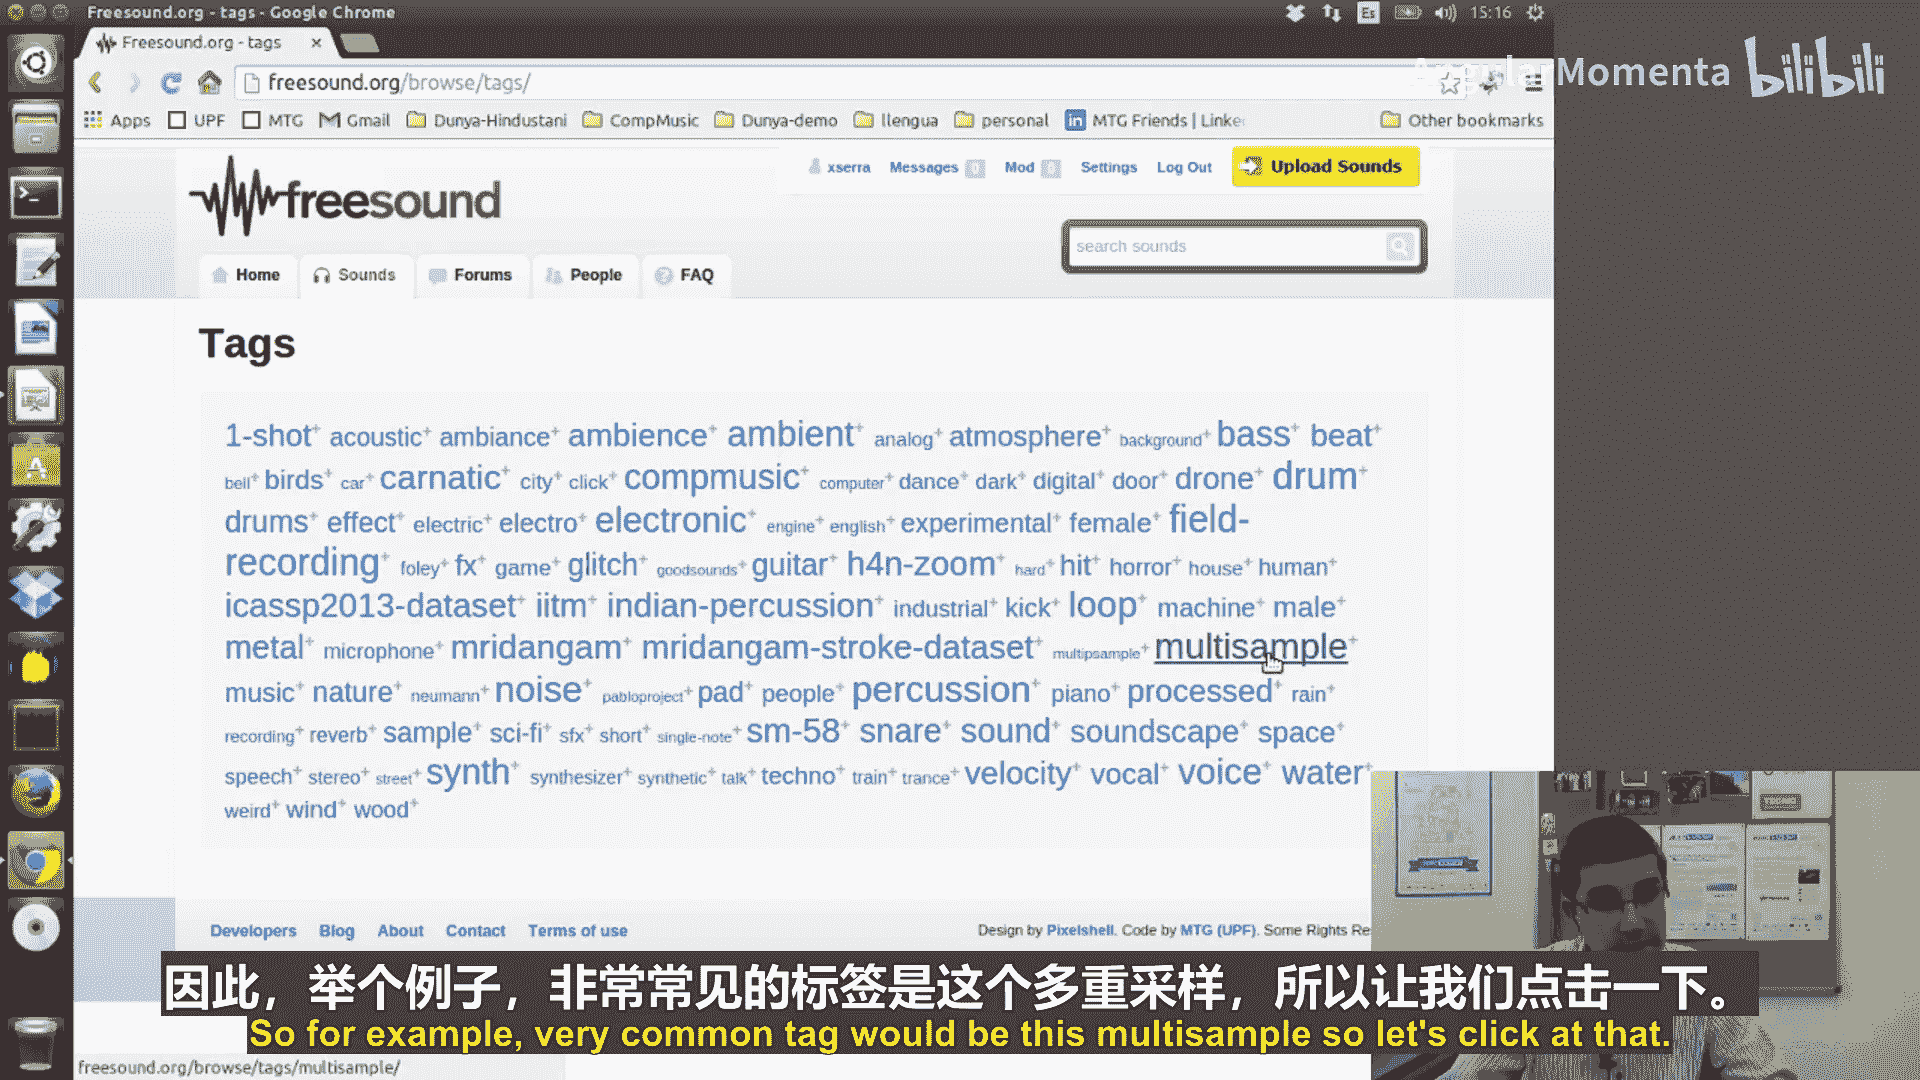 Freesound.org - tags - Google Chrome
Es 15:16
Freesound.org - tags
freesound.org/browse/tags/
AngularMomenta bilibili
Apps UPF MTG Gmail Dunya-Hindustani CompMusic Dunya-demo llengua personal MTG Friends | Linke Other bookmarks
xserra Messages 0 Mod Settings Log Out Upload Sounds
freesound
search sounds
Home Sounds Forums People FAQ
Tags
1-shot+ acoustic+ ambiance+ ambience+ ambient+ analog+ atmosphere+ background+ bass+ beat+
bell+ birds+ car+ carnatic+ city+ click+ compmusic+ computer+ dance+ dark+ digital+ door+ drone+ drum+
drums+ effect+ electric+ electro+ electronic+ engine+ english+ experimental+ female+ field-
recording+ foley+ fx+ game+ glitch+ goodsounds+ guitar+ h4n-zoom+ hard+ hit+ horror+ house+ human+
icassp2013-dataset+ iitm+ indian-percussion+ industrial+ kick+ loop+ machine+ male+
metal+ microphone+ mridangam+ mridangam-stroke-dataset+ multipsample+ multisample+
music+ nature+ neumann+ noise+ pabloproject+ pad+ people+ percussion+ piano+ processed+ rain+
recording+ reverb+ sample+ sci-fi+ sfx+ short+ single-note+ sm-58+ snare+ sound+ soundscape+ space+
speech+ stereo+ street+ synth+ synthesizer+ synthetic+ talk+ techno+ train+ trance+ velocity+ vocal+ voice+ water+
weird+ wind+ wood+
Developers Blog About Contact Terms of use Design by Pixelshell. Code by MTG (UPF). Some Rights Re
因此，举个例子，非常常见的标签是这个多重采样，所以让我们点击一下。
So for example, very common tag would be this multisample so let's click at that.
freesound.org/browse/tags/multisample/